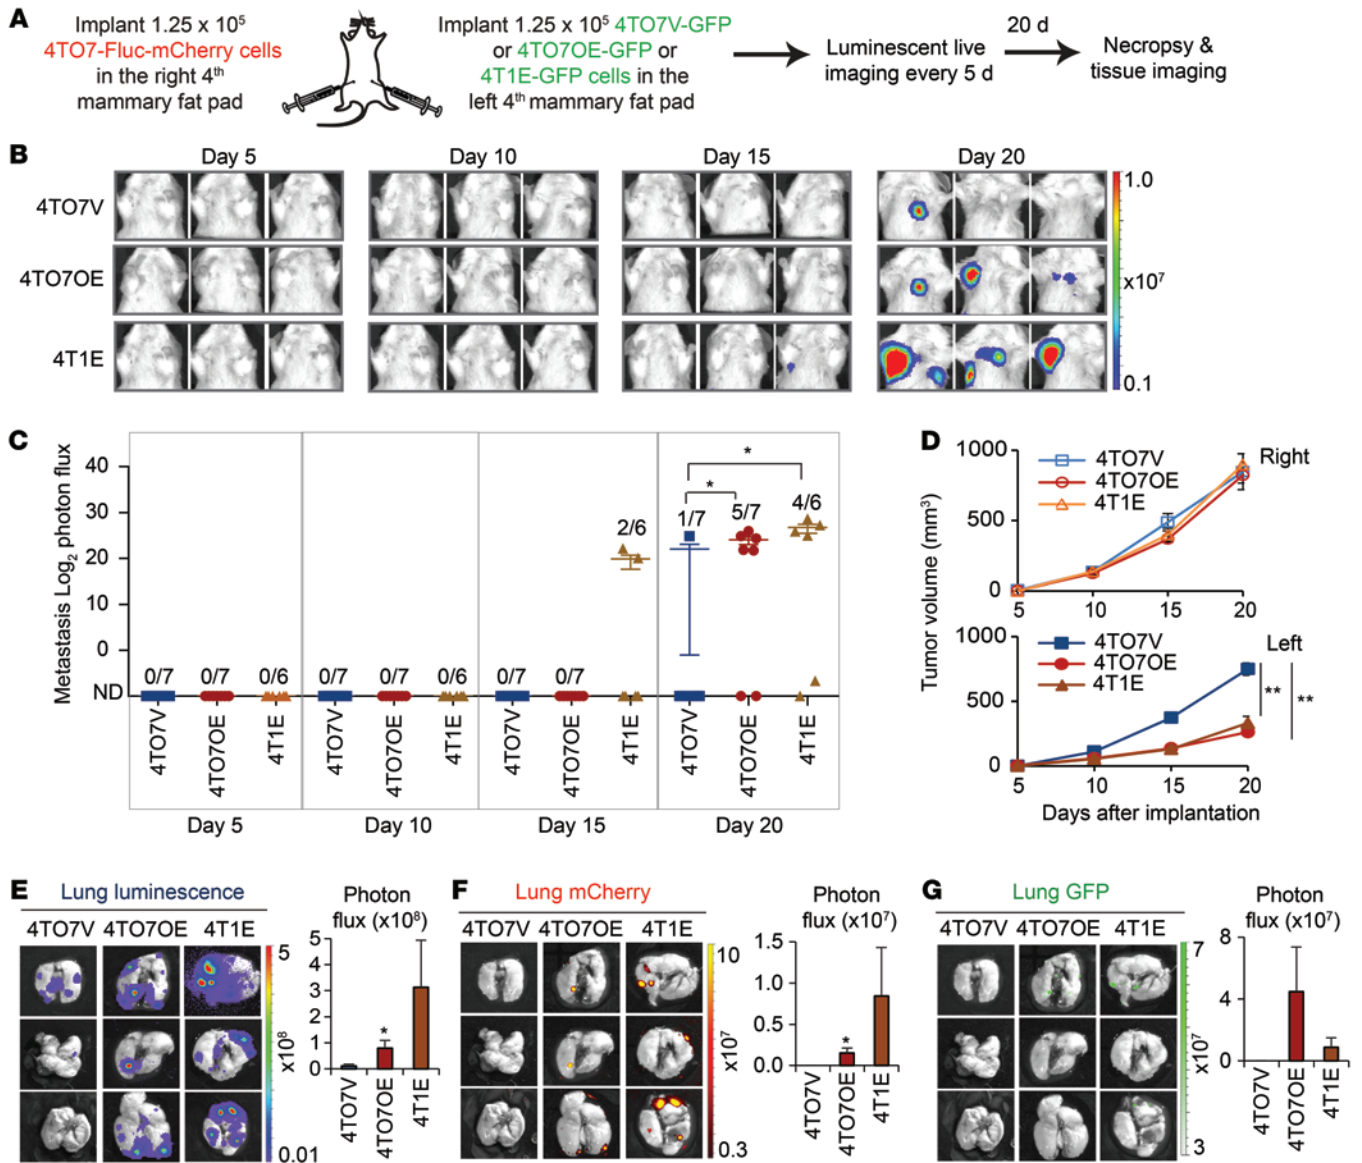 A
Implant 1.25 x 10⁵
4TO7-Fluc-mCherry cells
in the right 4th
mammary fat pad
Implant 1.25 x 10⁵ 4TO7V-GFP
or 4TO7OE-GFP or
4T1E-GFP cells in the
left 4th mammary fat pad
Luminescent live
imaging every 5 d
20 d
Necropsy &
tissue imaging
B
Day 5
Day 10
Day 15
Day 20
4TO7V
4TO7OE
4T1E
1.0
x10⁷
0.1
C
Metastasis Log₂ photon flux
40
30
20
10
0
ND
0/7
0/7
0/6
0/7
0/7
0/6
0/7
0/7
2/6
1/7
5/7
4/6
*
*
4TO7V
4TO7OE
4T1E
4TO7V
4TO7OE
4T1E
4TO7V
4TO7OE
4T1E
4TO7V
4TO7OE
4T1E
Day 5
Day 10
Day 15
Day 20
D
Tumor volume (mm³)
1000
500
0
4TO7V
4TO7OE
4T1E
Right
5
10
15
20
1000
500
0
4TO7V
4TO7OE
4T1E
Left
**
**
5
10
15
20
Days after implantation
E
Lung luminescence
4TO7V
4TO7OE
4T1E
5
x10⁸
0.01
Photon
flux (x10⁸)
5
4
3
2
1
0
*
4TO7V
4TO7OE
4T1E
F
Lung mCherry
4TO7V
4TO7OE
4T1E
10
x10⁷
0.3
Photon
flux (x10⁷)
1.5
1.0
0.5
0.0
*
4TO7V
4TO7OE
4T1E
G
Lung GFP
4TO7V
4TO7OE
4T1E
7
x10⁷
3
Photon
flux (x10⁷)
8
4
0
4TO7V
4TO7OE
4T1E